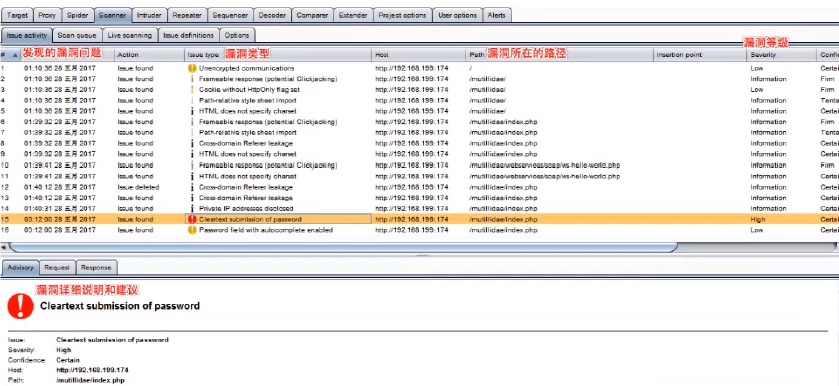 Target Proxy Spider Scanner Intruder Repeater Sequencer Decoder Comparer Extender Project options User options Alerts
Issue activity Scan queue Live scanning Issue definitions Options
# 发现的漏洞问题 Action Issue type 漏洞类型 Host Path 漏洞所在的路径 Insertion point 漏洞等级 Severity Confi
1 01:10:36 28 五月 2017 Issue found Unencrypted communications http://192.168.199.174 / Low Certai
2 01:10:36 28 五月 2017 Issue found Frameable response (potential Clickjacking) http://192.168.199.174 /mutillidae/ Information Firm
3 01:10:36 28 五月 2017 Issue found Cookie without HttpOnly flag set http://192.168.199.174 /mutillidae/ Low Firm
4 01:10:36 28 五月 2017 Issue found Path-relative style sheet import http://192.168.199.174 /mutillidae/ Information Tenta
5 01:10:36 28 五月 2017 Issue found HTML does not specify charset http://192.168.199.174 /mutillidae/ Information Certai
6 01:39:32 28 五月 2017 Issue found Frameable response (potential Clickjacking) http://192.168.199.174 /mutillidae/index.php Information Firm
7 01:39:32 28 五月 2017 Issue found Path-relative style sheet import http://192.168.199.174 /mutillidae/index.php Information Tenta
8 01:39:32 28 五月 2017 Issue found Cross-domain Referer leakage http://192.168.199.174 /mutillidae/index.php Information Certai
9 01:39:32 28 五月 2017 Issue found HTML does not specify charset http://192.168.199.174 /mutillidae/index.php Information Certai
10 01:39:41 28 五月 2017 Issue found Frameable response (potential Clickjacking) http://192.168.199.174 /mutillidae/webservices/soap/ws-hello-world.php Information Firm
11 01:39:41 28 五月 2017 Issue found HTML does not specify charset http://192.168.199.174 /mutillidae/webservices/soap/ws-hello-world.php Information Certai
12 01:40:12 28 五月 2017 Issue deleted Cross-domain Referer leakage http://192.168.199.174 /mutillidae/index.php Information Certai
13 01:40:12 28 五月 2017 Issue found Cross-domain Referer leakage http://192.168.199.174 /mutillidae/index.php Information Certai
14 01:40:31 28 五月 2017 Issue found Private IP addresses disclosed http://192.168.199.174 /mutillidae/index.php Information Certai
15 03:12:00 28 五月 2017 Issue found Cleartext submission of password http://192.168.199.174 /mutillidae/index.php High Certai
16 03:12:00 28 五月 2017 Issue found Password field with autocomplete enabled http://192.168.199.174 /mutillidae/index.php Low Certai
Advisory Request Response
漏洞详细说明和建议
Cleartext submission of password
Issue: Cleartext submission of password
Severity: High
Confidence: Certain
Host: http://192.168.199.174
Path: /mutillidae/index.php